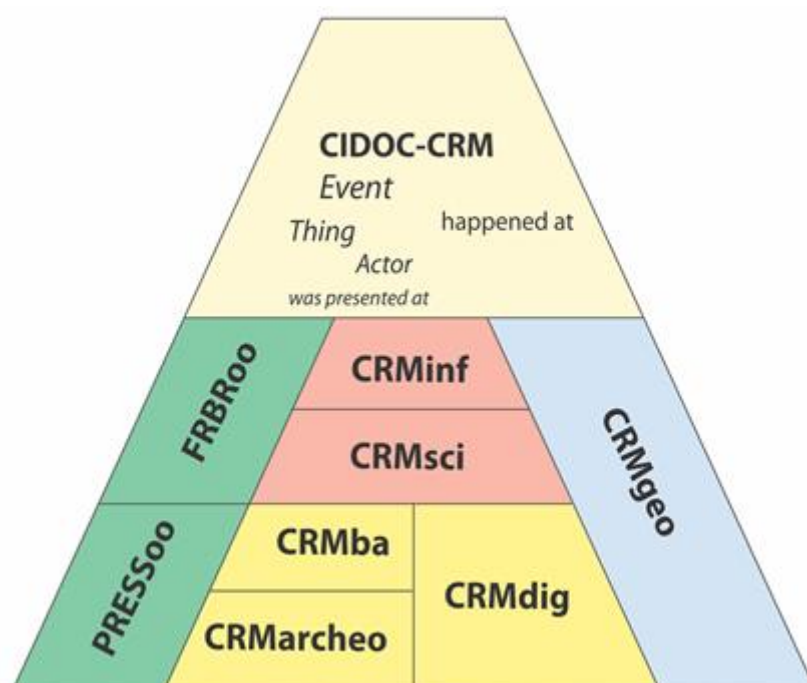 CIDOC-CRM
Event
Thing
happened at
Actor
was presented at
FRBRoo
CRMinf
CRMsci
CRMgeo
PRESSoo
CRMba
CRMdig
CRMarcheo